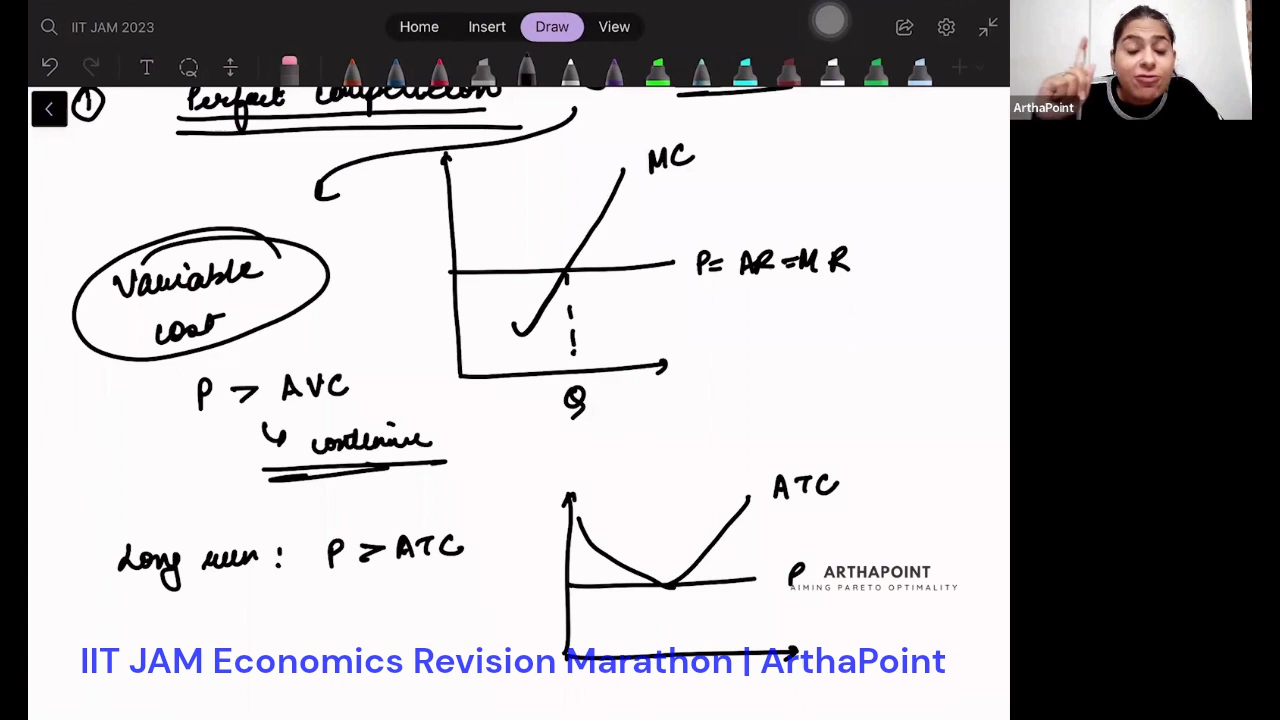 IIT JAM 2023
Home Insert Draw View
T
ArthaPoint
① Perfect Competition
MC
P= AR =MR
Variable
cost
P > AVC
continue
Q
ATC
Long run : P ≥ ATC
P
ARTHAPOINT
AIMING PARETO OPTIMALITY
IIT JAM Economics Revision Marathon | ArthaPoint